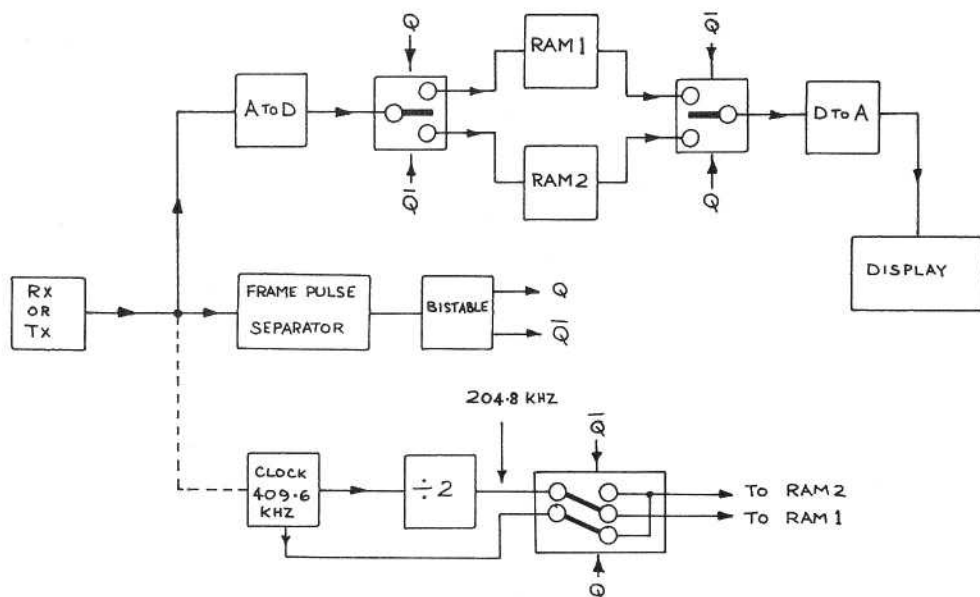 Q
Q̅
RAM 1
A TO D
D TO A
Q̅
RAM 2
Q
DISPLAY
RX
OR
TX
FRAME PULSE
SEPARATOR
BISTABLE
Q
Q̅
204·8 KHZ
CLOCK
409·6
KHZ
÷2
Q̅
TO RAM 2
TO RAM 1
Q